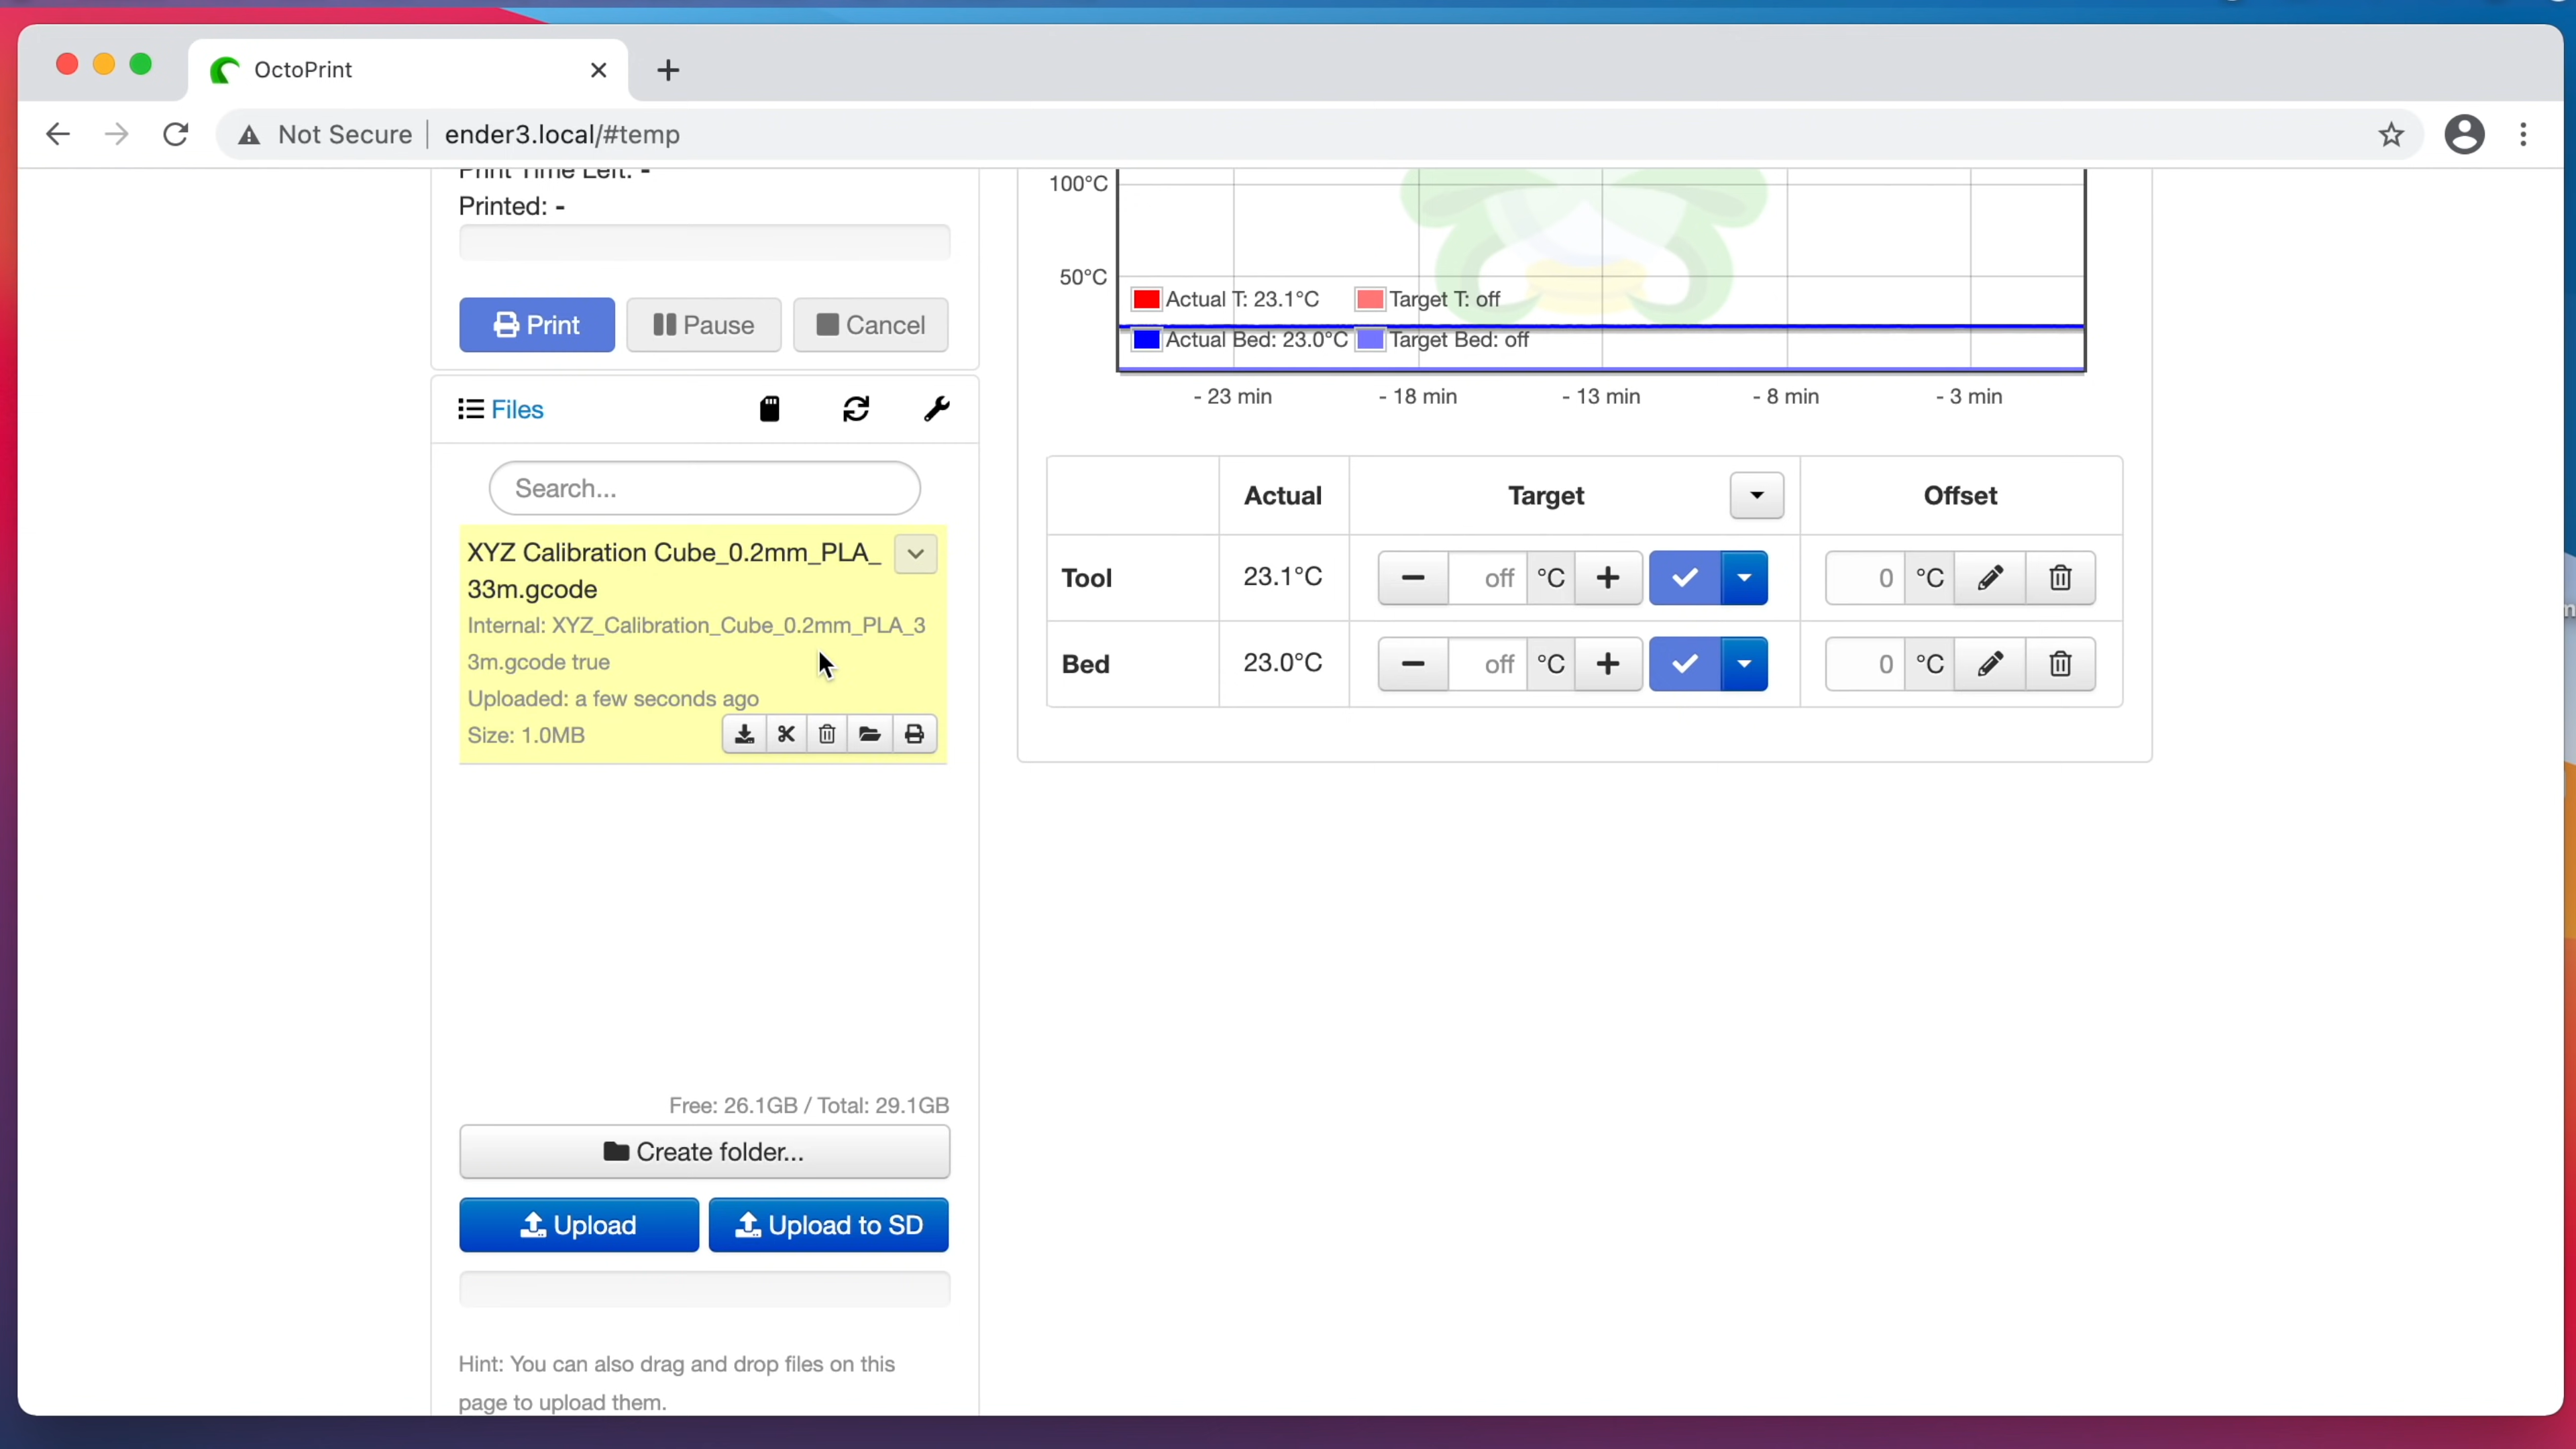 OctoPrint
Not Secure
ender3.local/#temp
Print Time Left: -
Printed: -
Print
Pause
Cancel
Files
Search...
XYZ Calibration Cube_0.2mm_PLA_
33m.gcode
Internal: XYZ_Calibration_Cube_0.2mm_PLA_3
3m.gcode true
Uploaded: a few seconds ago
Size: 1.0MB
Free: 26.1GB / Total: 29.1GB
Create folder...
Upload
Upload to SD
Hint: You can also drag and drop files on this
page to upload them.
100°C
50°C
Actual T: 23.1°C
Target T: off
Actual Bed: 23.0°C
Target Bed: off
- 23 min
- 18 min
- 13 min
- 8 min
- 3 min
Actual
Target
Offset
Tool
23.1°C
off
°C
0
°C
Bed
23.0°C
off
°C
0
°C